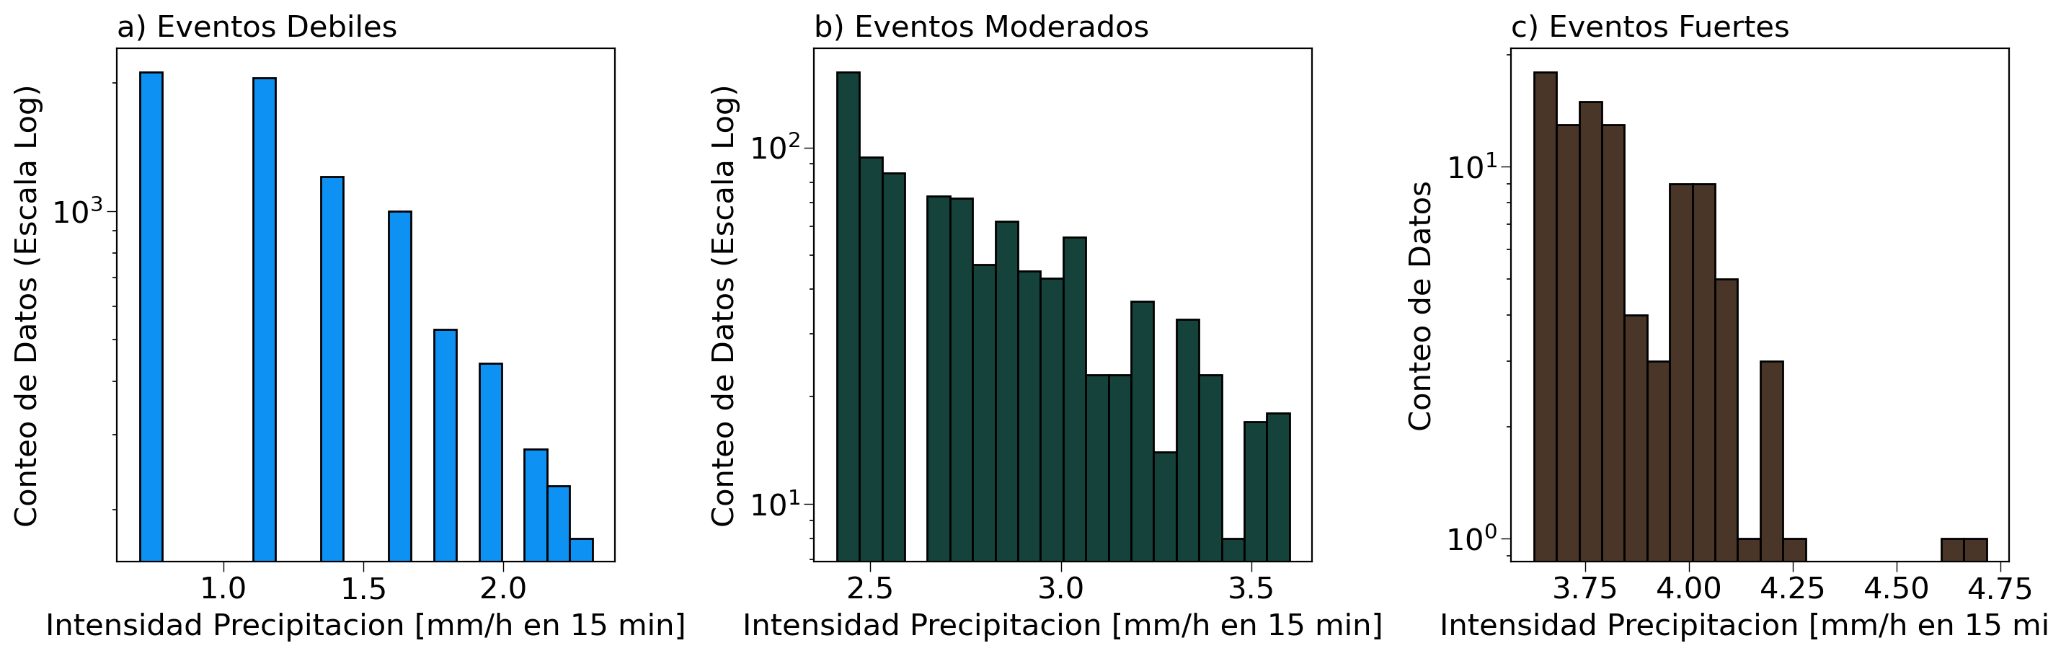 a) Eventos Debiles
Conteo de Datos (Escala Log)
10³
1.0 1.5 2.0
Intensidad Precipitacion [mm/h en 15 min]
b) Eventos Moderados
Conteo de Datos (Escala Log)
10²
10¹
2.5 3.0 3.5
Intensidad Precipitacion [mm/h en 15 min]
c) Eventos Fuertes
Conteo de Datos
10¹
10⁰
3.75 4.00 4.25 4.50 4.75
Intensidad Precipitacion [mm/h en 15 mi